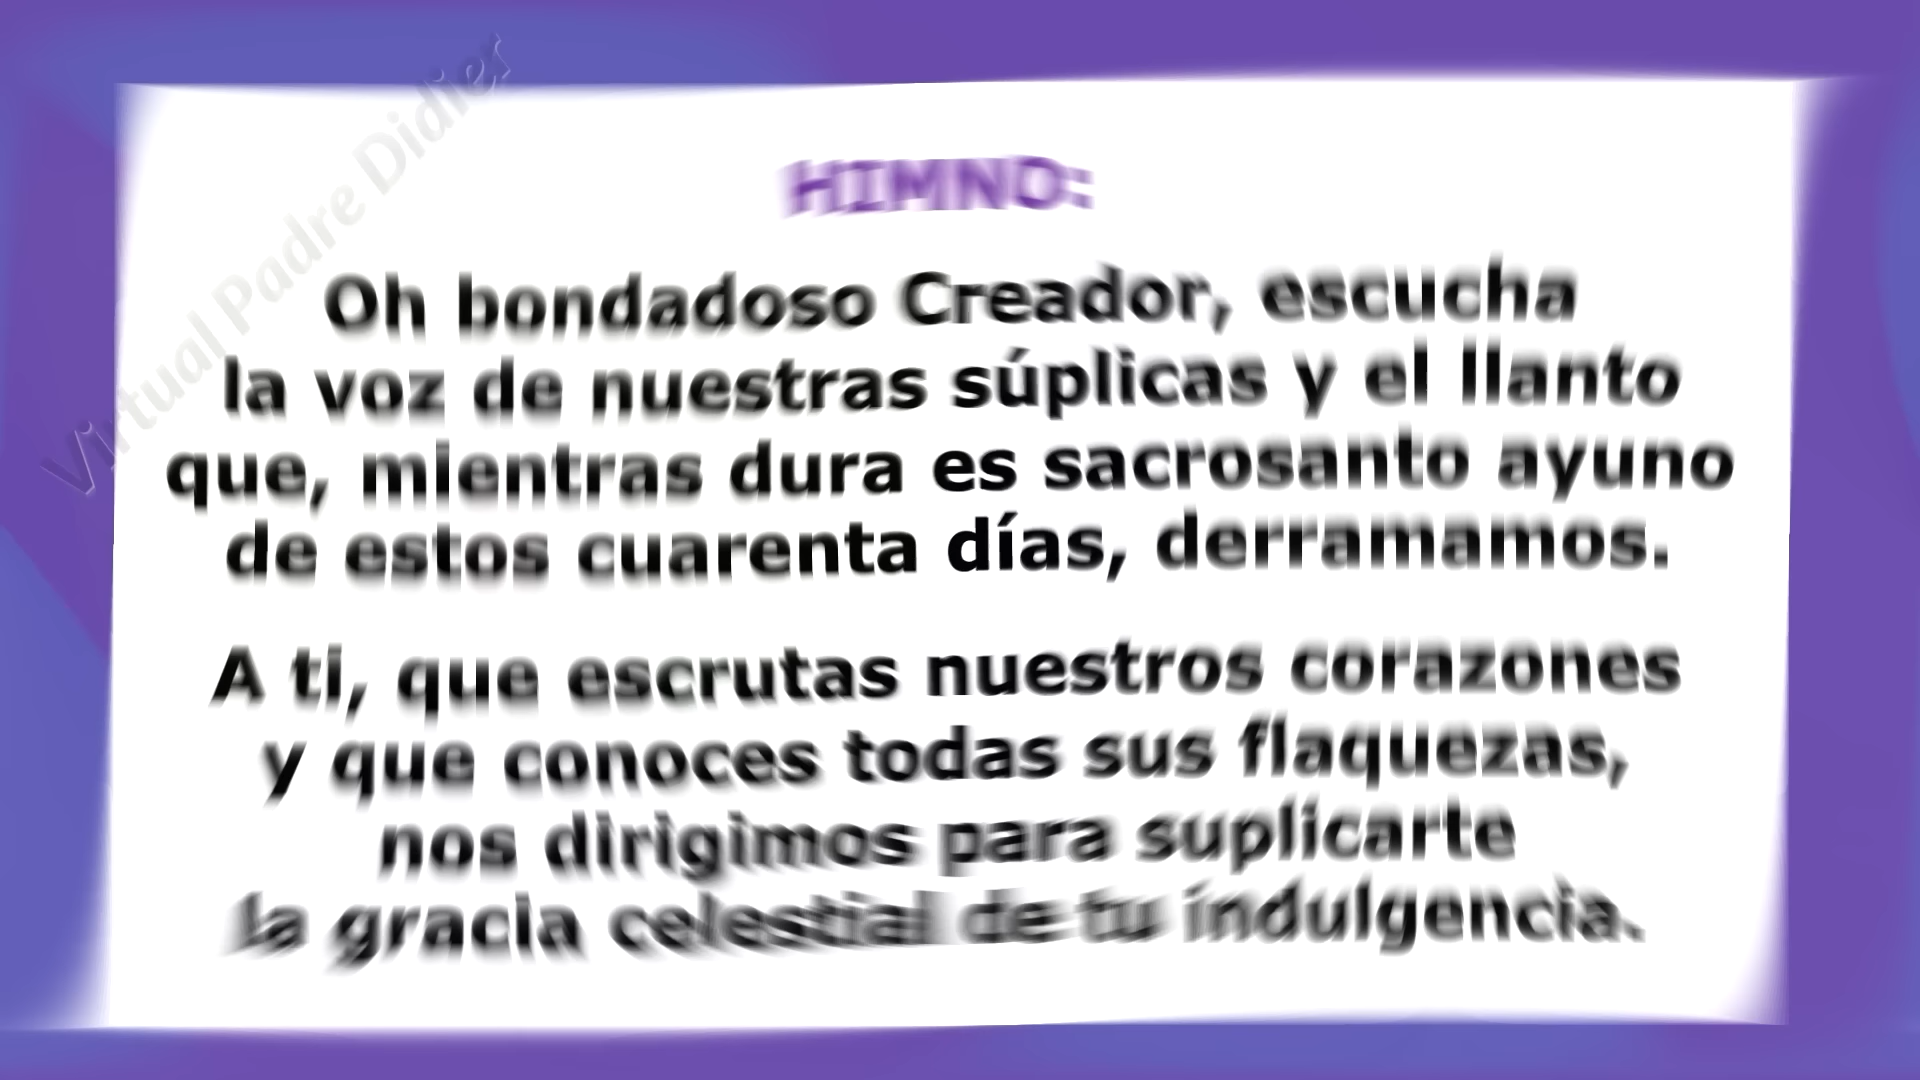 Virtual Padre Didier
HIMNO:
Oh bondadoso Creador, escucha
la voz de nuestras súplicas y el llanto
que, mientras dura es sacrosanto ayuno
de estos cuarenta días, derramamos.
A ti, que escrutas nuestros corazones
y que conoces todas sus flaquezas,
nos dirigimos para suplicarte
la gracia celestial de tu indulgencia.